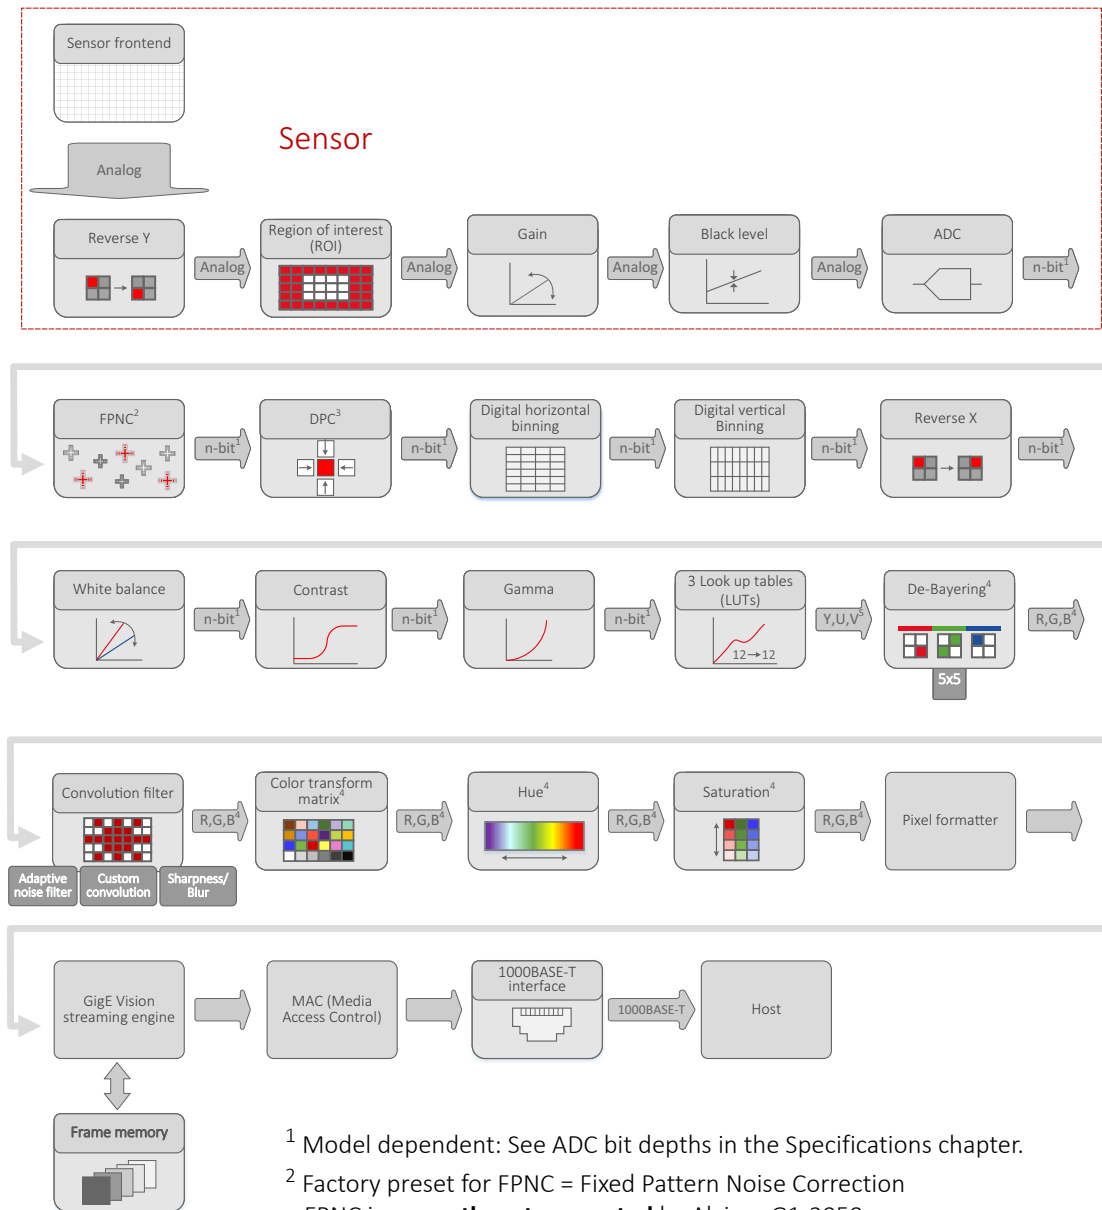 Sensor frontend
Sensor
Analog
Reverse Y
Analog
Region of interest
(ROI)
Analog
Gain
Analog
Black level
Analog
ADC
n-bit1
FPNC2
n-bit1
DPC3
n-bit1
Digital horizontal
binning
n-bit1
Digital vertical
Binning
n-bit1
Reverse X
n-bit1
White balance
n-bit1
Contrast
n-bit1
Gamma
n-bit1
3 Look up tables
(LUTs)
12→12
Y,U,V5
De-Bayering4
5x5
R,G,B4
Convolution filter
Adaptive
noise filter
Custom
convolution
Sharpness/
Blur
R,G,B4
Color transform
matrix4
R,G,B4
Hue4
R,G,B4
Saturation4
R,G,B4
Pixel formatter
GigE Vision
streaming engine
MAC (Media
Access Control)
1000BASE-T
interface
1000BASE-T
Host
Frame memory
1 Model dependent: See ADC bit depths in the Specifications chapter.
2 Factory preset for FPNC = Fixed Pattern Noise Correction